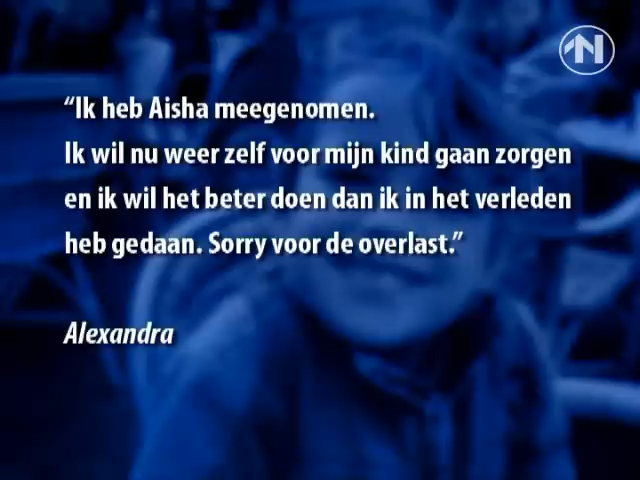 “Ik heb Aisha meegenomen.
Ik wil nu weer zelf voor mijn kind gaan zorgen
en ik wil het beter doen dan ik in het verleden
heb gedaan. Sorry voor de overlast.”
Alexandra
N